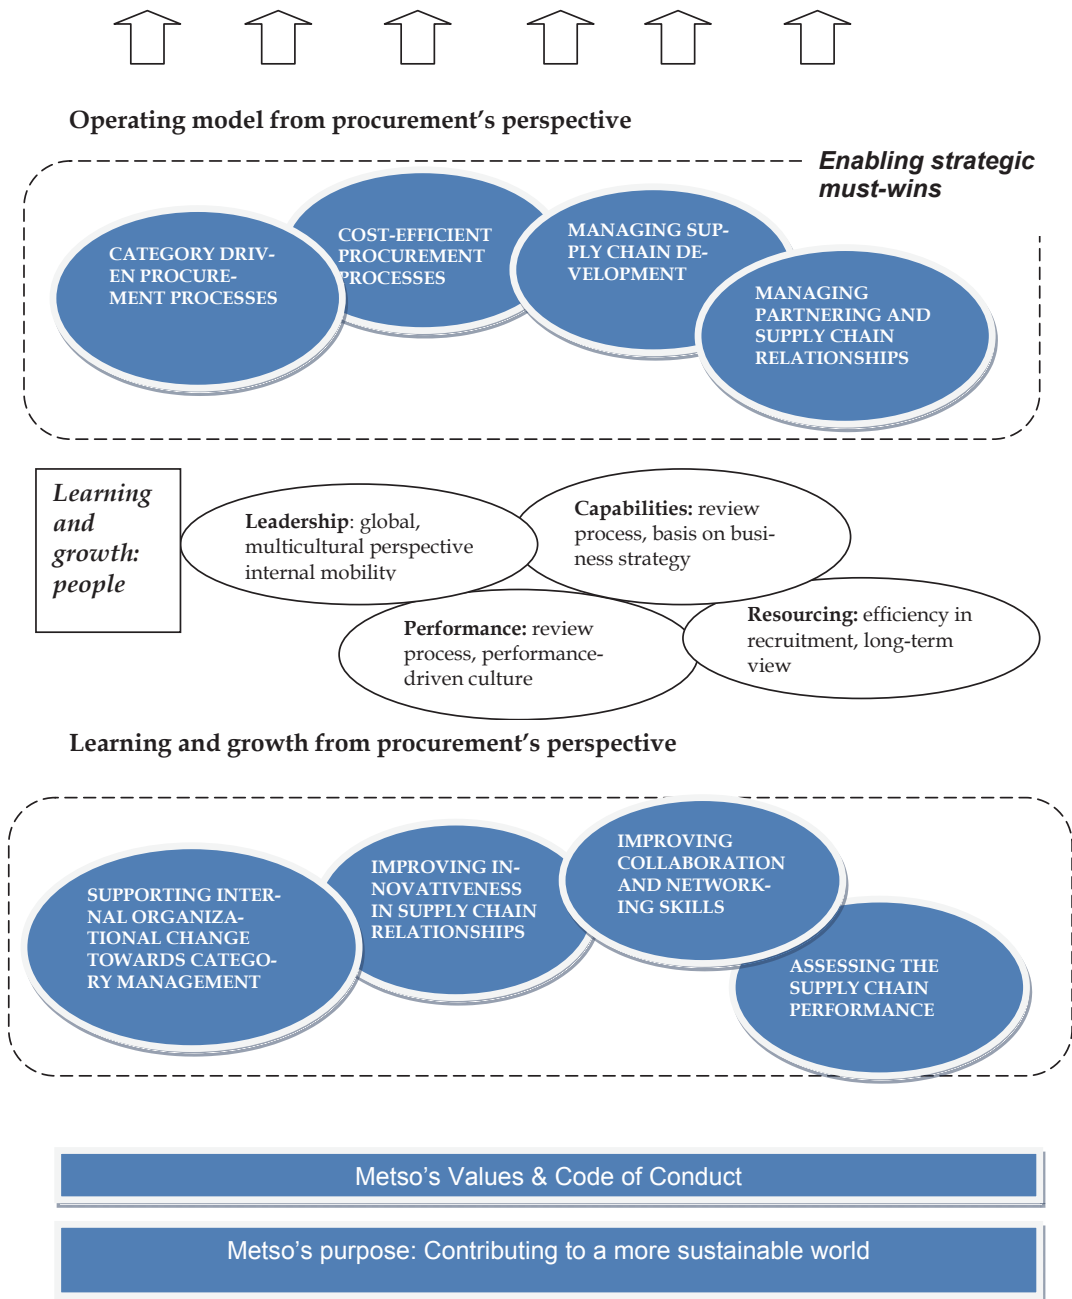 Operating model from procurement's perspective
Enabling strategic
must-wins
CATEGORY DRIV-
EN PROCURE-
MENT PROCESSES
COST-EFFICIENT
PROCUREMENT
PROCESSES
MANAGING SUP-
PLY CHAIN DE-
VELOPMENT
MANAGING
PARTNERING AND
SUPPLY CHAIN
RELATIONSHIPS
Learning
and
growth:
people
Leadership: global,
multicultural perspective
internal mobility
Capabilities: review
process, basis on busi-
ness strategy
Performance: review
process, performance-
driven culture
Resourcing: efficiency in
recruitment, long-term
view
Learning and growth from procurement's perspective
SUPPORTING INTER-
NAL ORGANIZA-
TIONAL CHANGE
TOWARDS CATEGO-
RY MANAGEMENT
IMPROVING IN-
NOVATIVENESS
IN SUPPLY CHAIN
RELATIONSHIPS
IMPROVING
COLLABORATION
AND NETWORK-
ING SKILLS
ASSESSING THE
SUPPLY CHAIN
PERFORMANCE
Metso's Values & Code of Conduct
Metso's purpose: Contributing to a more sustainable world